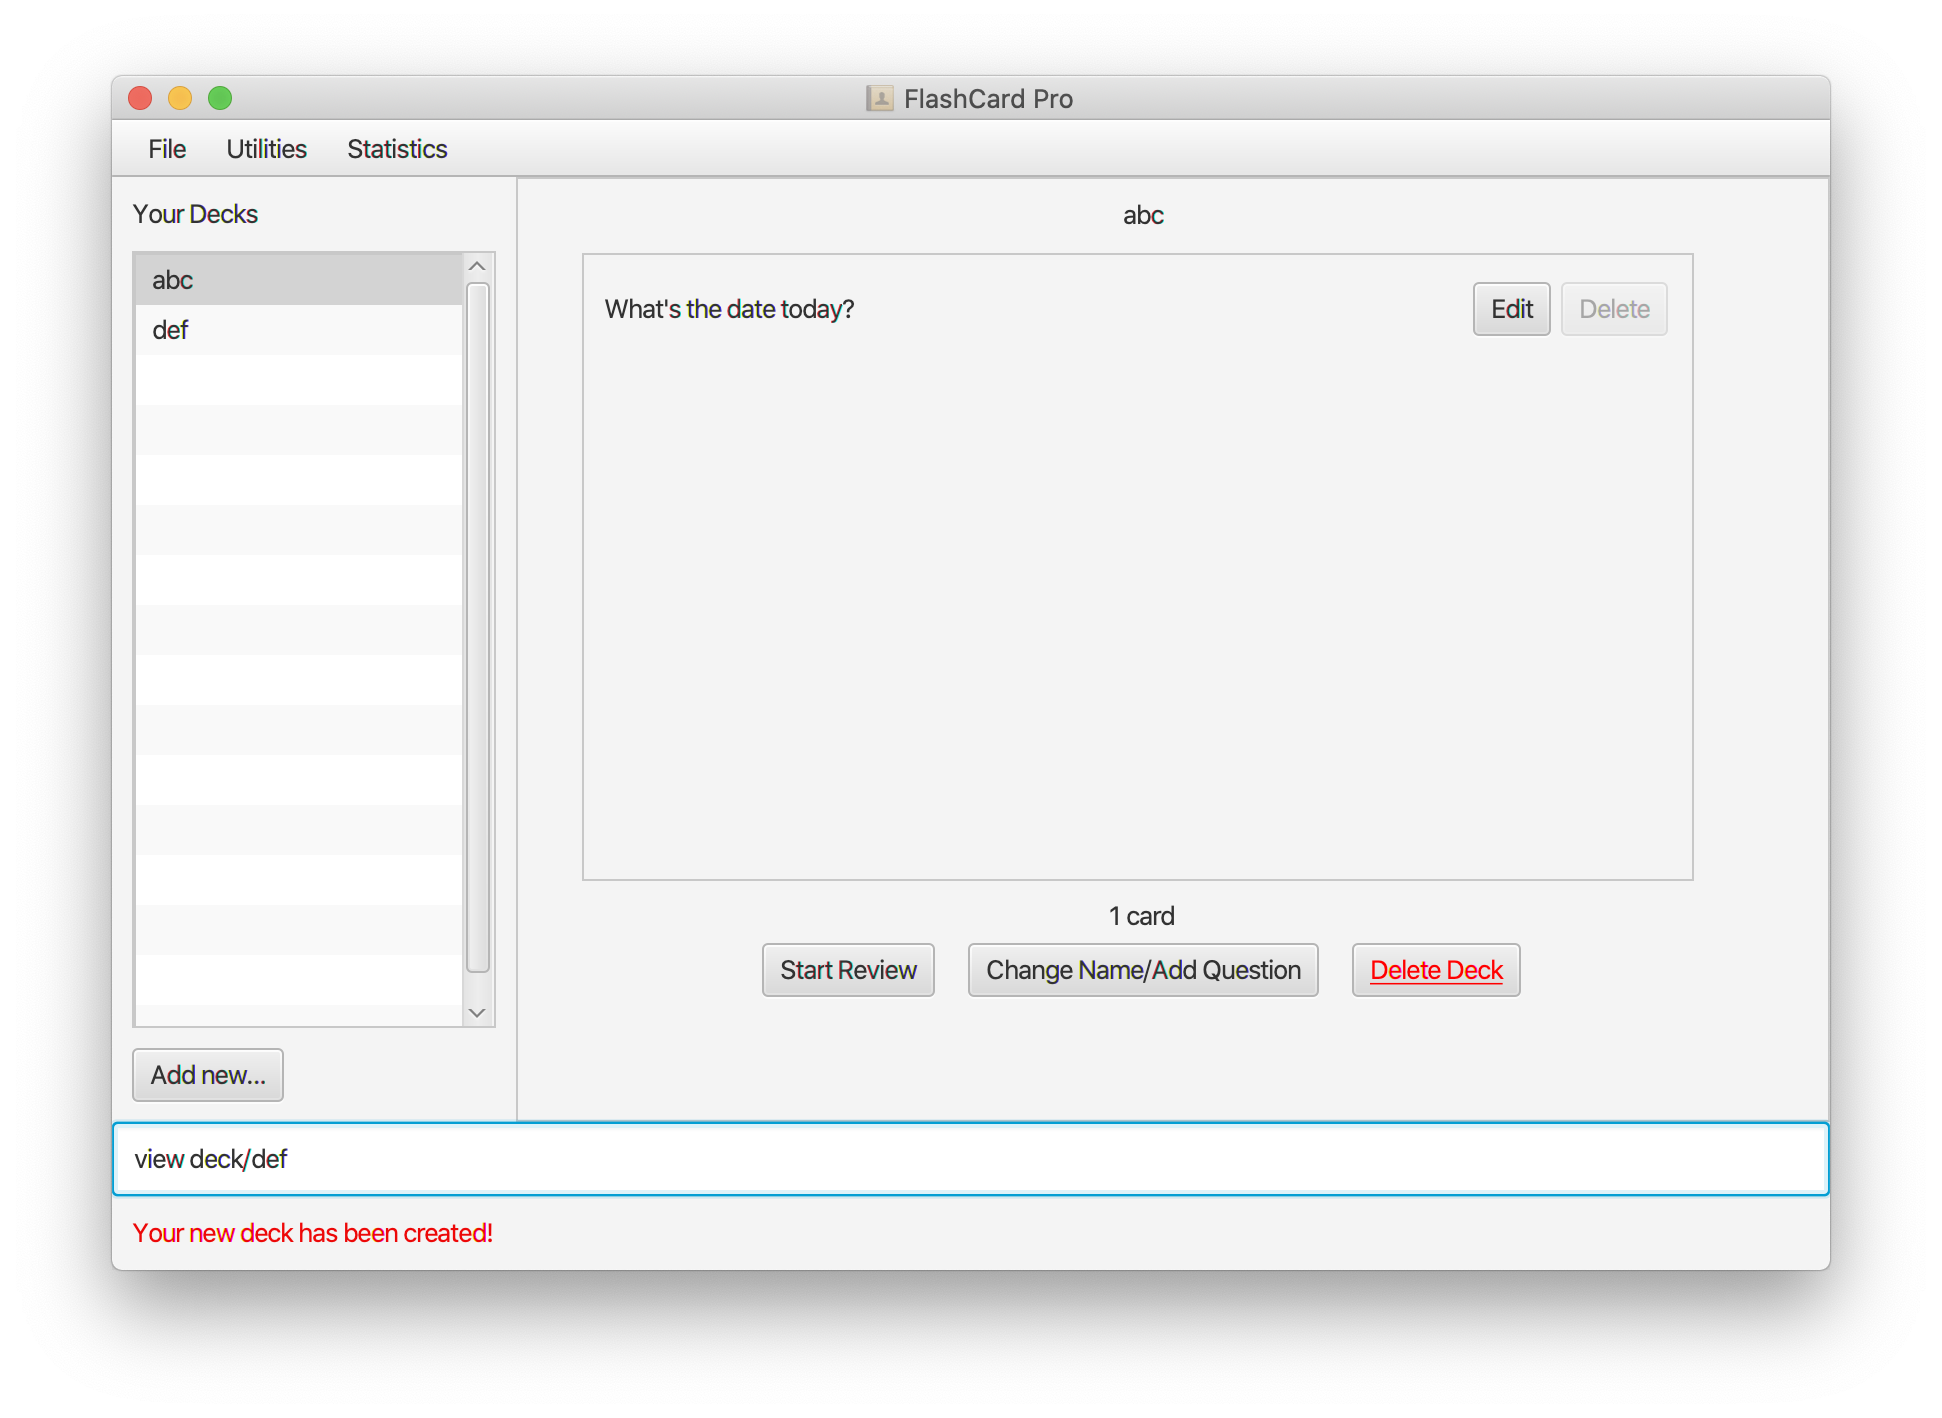 FlashCard Pro
File Utilities Statistics
Your Decks
abc
def
Add new...
abc
What's the date today? Edit Delete
1 card
Start Review Change Name/Add Question Delete Deck
view deck/def
Your new deck has been created!